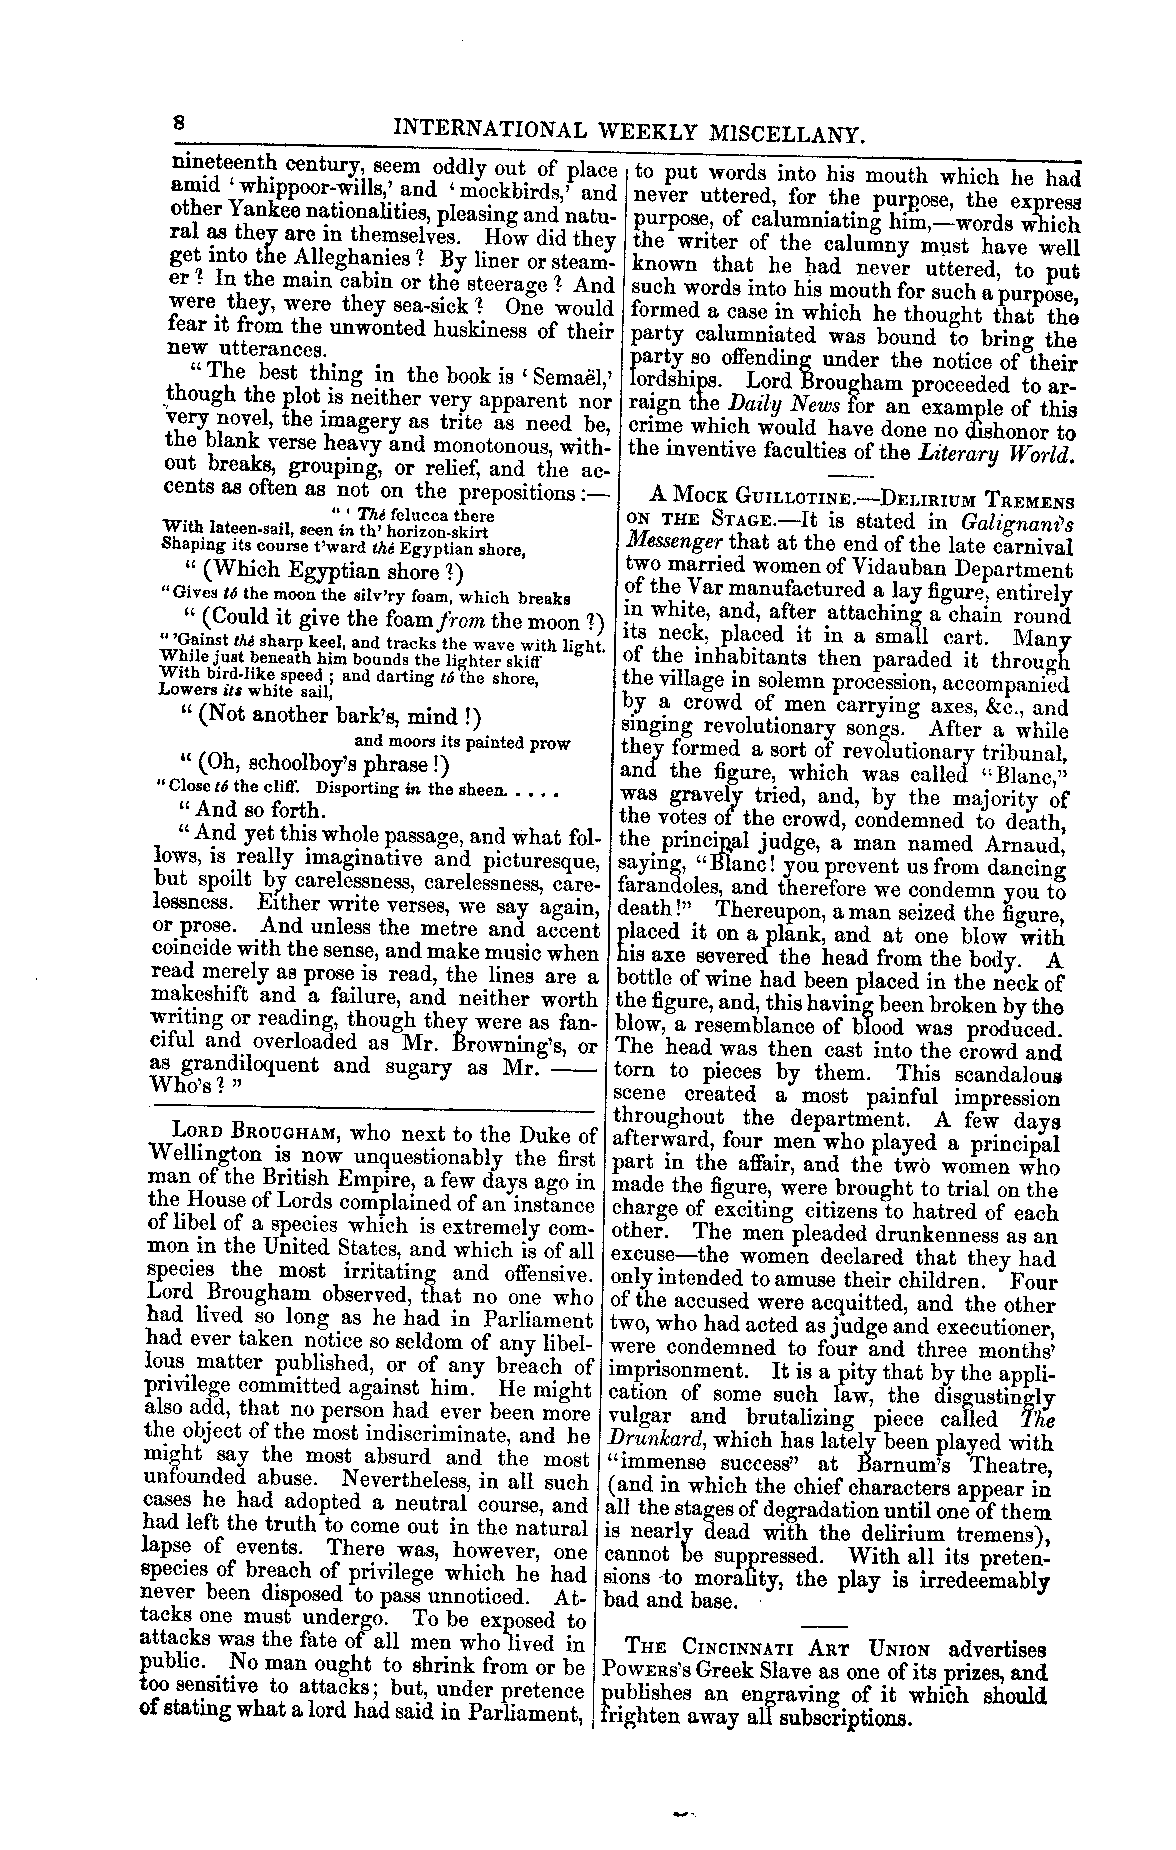 8 INTERNATIONAL WEEKLY MISCELLANY.
nineteenth century, seem oddly out of place
amid ‘whippoor-wills,’ and ‘mockbirds,’ and
other Yankee nationalities, pleasing and natu-
ral as they are in themselves. How did they
get into the Alleghanies? By liner or steam-
er? In the main cabin or the steerage? And
were they, were they sea-sick? One would
fear it from the unwonted huskiness of their
new utterances.
“The best thing in the book is ‘Semaël,’
though the plot is neither very apparent nor
very novel, the imagery as trite as need be,
the blank verse heavy and monotonous, with-
out breaks, grouping, or relief, and the ac-
cents as often as not on the prepositions:—
“‘ Thé felucca there
With lateen-sail, seen ín th’ horizon-skirt
Shaping its course t’ward thé Egyptian shore,
“(Which Egyptian shore?)
“Gives tó the moon the silv’ry foam, which breaks
“(Could it give the foam from the moon?)
“’Gainst thé sharp keel, and tracks the wave with light.
While just beneath him bounds the lighter skiff
With bird-like speed; and darting tó the shore,
Lowers its white sail,
“(Not another bark’s, mind!)
and moors its painted prow
“(Oh, schoolboy’s phrase!)
“Close tó the cliff. Disporting in the sheen. . . . .
“And so forth.
“And yet this whole passage, and what fol-
lows, is really imaginative and picturesque,
but spoilt by carelessness, carelessness, care-
lessness. Either write verses, we say again,
or prose. And unless the metre and accent
coincide with the sense, and make music when
read merely as prose is read, the lines are a
makeshift and a failure, and neither worth
writing or reading, though they were as fan-
ciful and overloaded as Mr. Browning’s, or
as grandiloquent and sugary as Mr. ——
Who’s?”
LORD BROUGHAM, who next to the Duke of
Wellington is now unquestionably the first
man of the British Empire, a few days ago in
the House of Lords complained of an instance
of libel of a species which is extremely com-
mon in the United States, and which is of all
species the most irritating and offensive.
Lord Brougham observed, that no one who
had lived so long as he had in Parliament
had ever taken notice so seldom of any libel-
lous matter published, or of any breach of
privilege committed against him. He might
also add, that no person had ever been more
the object of the most indiscriminate, and he
might say the most absurd and the most
unfounded abuse. Nevertheless, in all such
cases he had adopted a neutral course, and
had left the truth to come out in the natural
lapse of events. There was, however, one
species of breach of privilege which he had
never been disposed to pass unnoticed. At-
tacks one must undergo. To be exposed to
attacks was the fate of all men who lived in
public. No man ought to shrink from or be
too sensitive to attacks; but, under pretence
of stating what a lord had said in Parliament,
to put words into his mouth which he had
never uttered, for the purpose, the express
purpose, of calumniating him,—words which
the writer of the calumny must have well
known that he had never uttered, to put
such words into his mouth for such a purpose,
formed a case in which he thought that the
party calumniated was bound to bring the
party so offending under the notice of their
lordships. Lord Brougham proceeded to ar-
raign the Daily News for an example of this
crime which would have done no dishonor to
the inventive faculties of the Literary World.
A MOCK GUILLOTINE.—DELIRIUM TREMENS
ON THE STAGE.—It is stated in Galignani’s
Messenger that at the end of the late carnival
two married women of Vidauban Department
of the Var manufactured a lay figure, entirely
in white, and, after attaching a chain round
its neck, placed it in a small cart. Many
of the inhabitants then paraded it through
the village in solemn procession, accompanied
by a crowd of men carrying axes, &c., and
singing revolutionary songs. After a while
they formed a sort of revolutionary tribunal,
and the figure, which was called “Blanc,”
was gravely tried, and, by the majority of
the votes of the crowd, condemned to death,
the principal judge, a man named Arnaud,
saying, “Blanc! you prevent us from dancing
farandoles, and therefore we condemn you to
death!” Thereupon, a man seized the figure,
placed it on a plank, and at one blow with
his axe severed the head from the body. A
bottle of wine had been placed in the neck of
the figure, and, this having been broken by the
blow, a resemblance of blood was produced.
The head was then cast into the crowd and
torn to pieces by them. This scandalous
scene created a most painful impression
throughout the department. A few days
afterward, four men who played a principal
part in the affair, and the two women who
made the figure, were brought to trial on the
charge of exciting citizens to hatred of each
other. The men pleaded drunkenness as an
excuse—the women declared that they had
only intended to amuse their children. Four
of the accused were acquitted, and the other
two, who had acted as judge and executioner,
were condemned to four and three months’
imprisonment. It is a pity that by the appli-
cation of some such law, the disgustingly
vulgar and brutalizing piece called The
Drunkard, which has lately been played with
“immense success” at Barnum’s Theatre,
(and in which the chief characters appear in
all the stages of degradation until one of them
is nearly dead with the delirium tremens),
cannot be suppressed. With all its preten-
sions to morality, the play is irredeemably
bad and base.
THE CINCINNATI ART UNION advertises
POWERS’s Greek Slave as one of its prizes, and
publishes an engraving of it which should
frighten away all subscriptions.